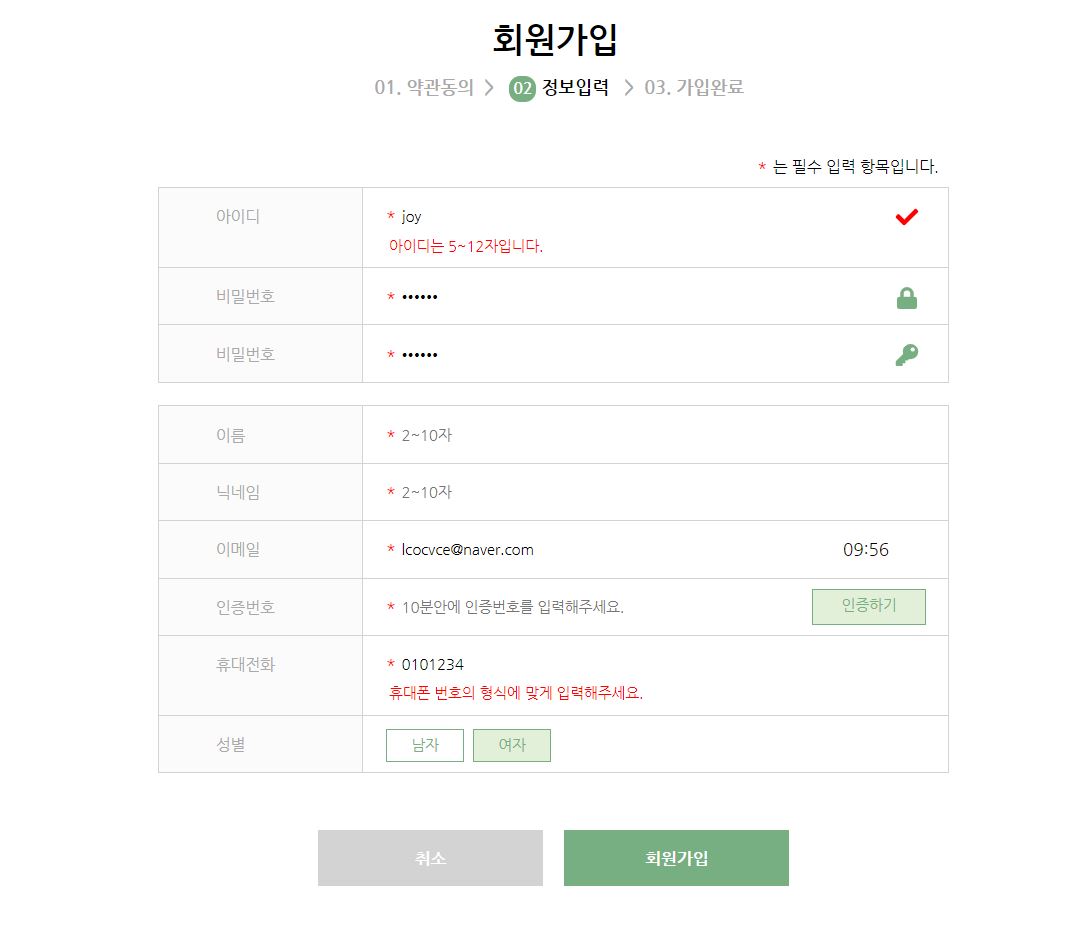 회원가입
01. 약관동의 > 02 정보입력 > 03. 가입완료
* 는 필수 입력 항목입니다.
아이디 * joy
아이디는 5~12자입니다.
비밀번호 * ••••••
비밀번호 * ••••••
이름 * 2~10자
닉네임 * 2~10자
이메일 * lcocvce@naver.com 09:56
인증번호 * 10분안에 인증번호를 입력해주세요. 인증하기
휴대전화 * 0101234
휴대폰 번호의 형식에 맞게 입력해주세요.
성별 남자 여자
취소 회원가입